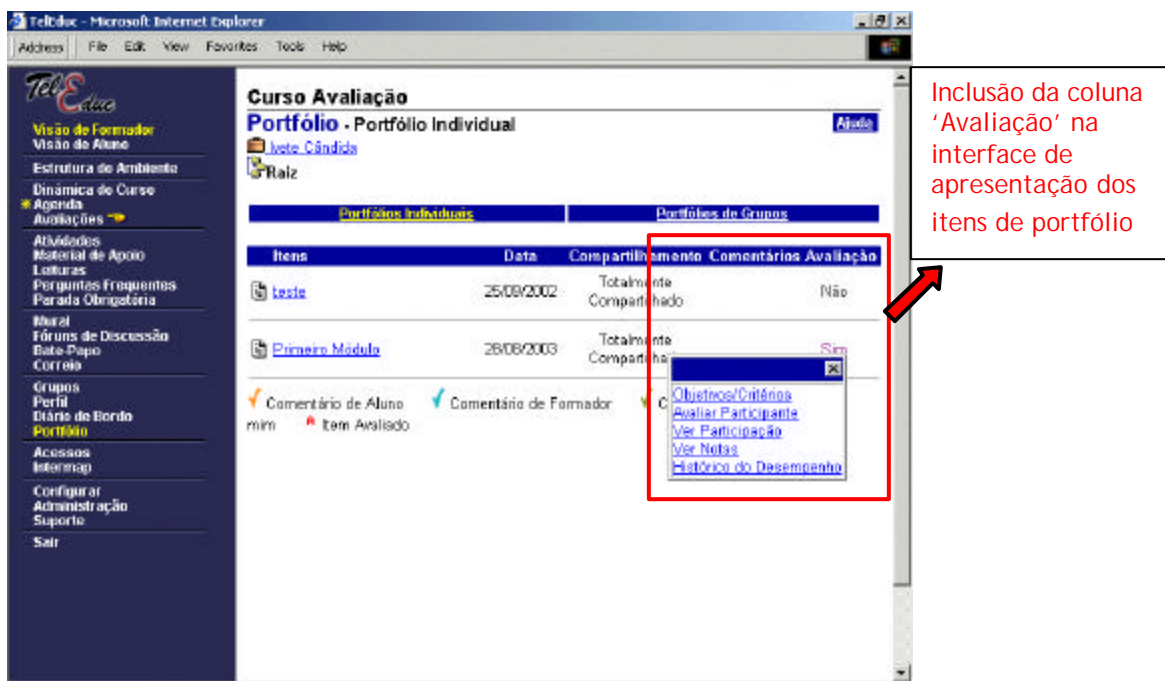 TelEduc - Microsoft Internet Explorer
Address File Edit View Favorites Tools Help
TelEduc
Visão de Formador
Visão de Aluno
Estrutura do Ambiente
Dinâmica do Curso
Agenda
Avaliações
Atividades
Material de Apoio
Leituras
Perguntas Frequentes
Parada Obrigatória
Mural
Fóruns de Discussão
Bate-Papo
Correio
Grupos
Perfil
Diário de Bordo
Portfólio
Acessos
Intermap
Configurar
Administração
Suporte
Sair
Curso Avaliação
Portfólio - Portfólio Individual
Ajuda
Ivete Cândida
Raiz
Portfólios Individuais Portfólios de Grupos
Itens Data Compartilhamento Comentários Avaliação
teste 25/09/2002 Totalmente Compartilhado Não
Primeiro Módulo 28/08/2003 Totalmente Sim
Comentário de Aluno Comentário de Formador C
mim Item Avaliado
Objetivos/Critérios
Avaliar Participante
Ver Participação
Ver Notas
Histórico do Desempenho
Inclusão da coluna
‘Avaliação’ na
interface de
apresentação dos
itens de portfólio